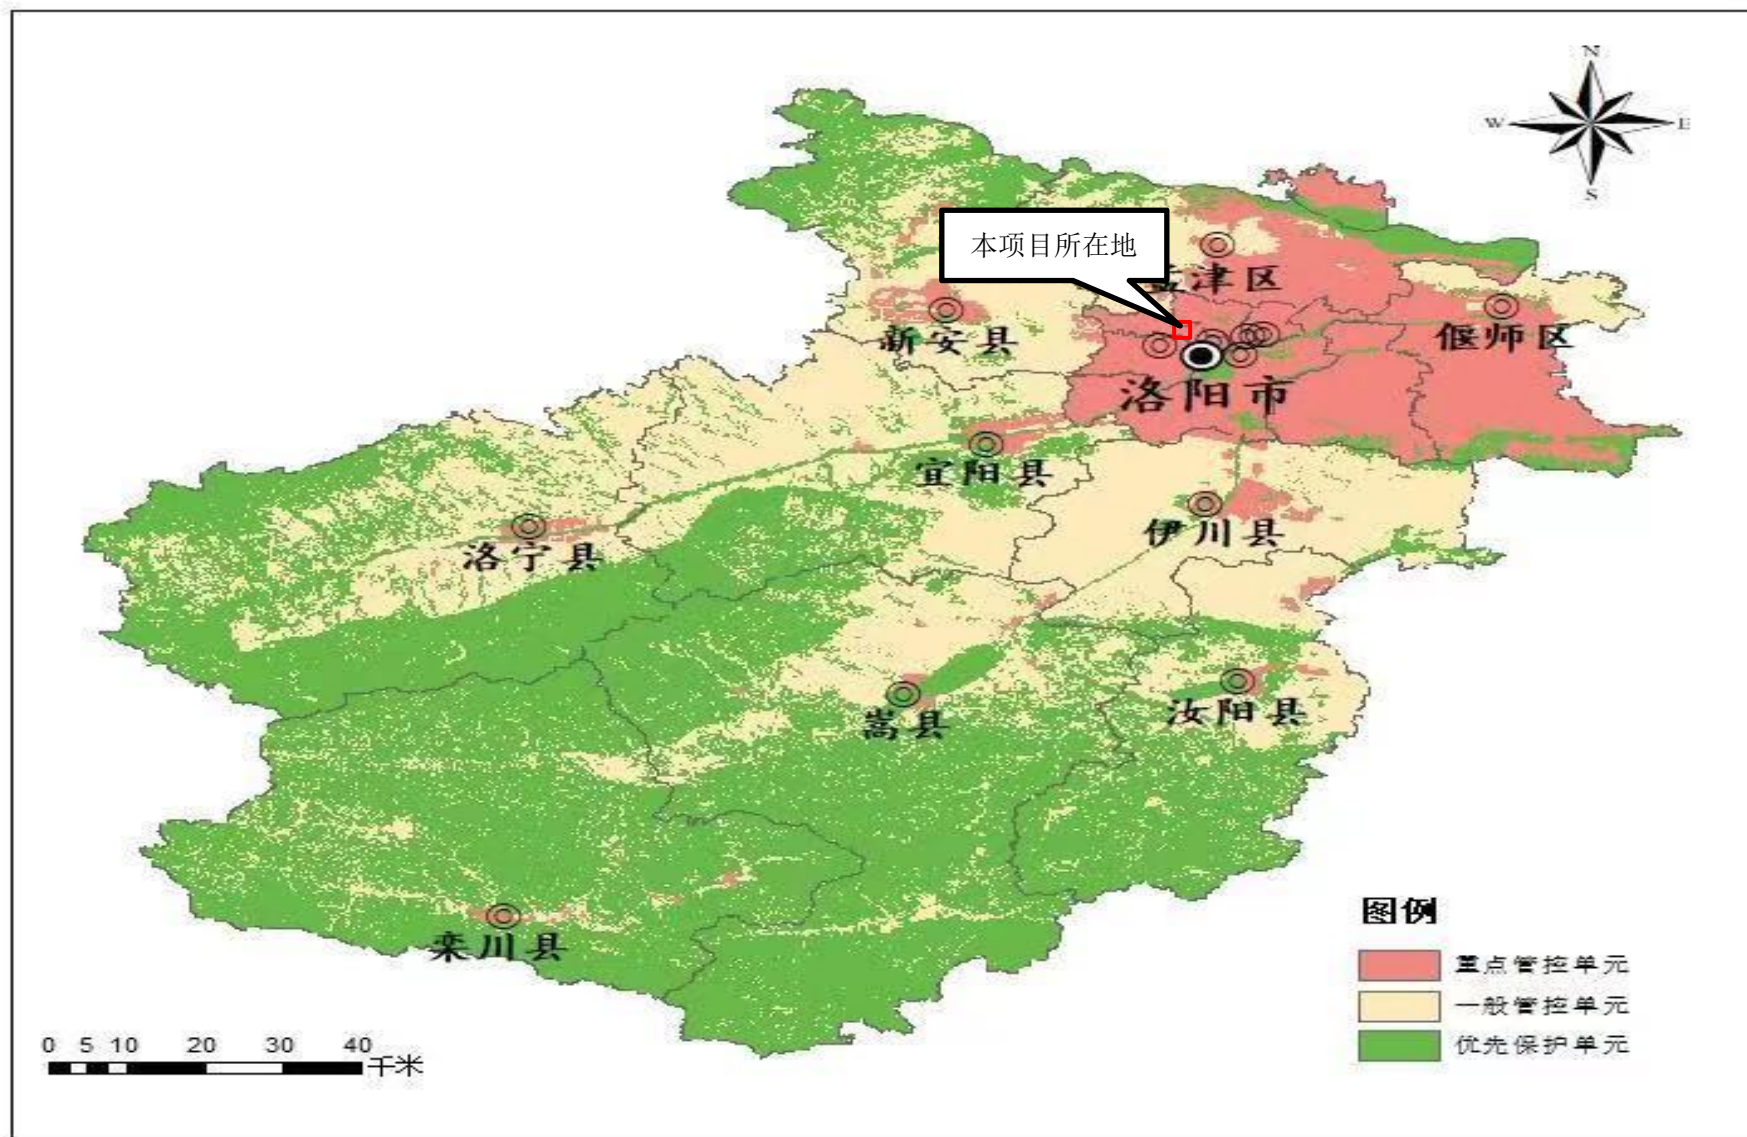 N
W E
S
本项目所在地
孟津区
新安县
偃师区
洛阳市
宜阳县
伊川县
洛宁县
嵩县
汝阳县
栾川县
图例
重点管控单元
一般管控单元
优先保护单元
0 5 10 20 30 40
千米